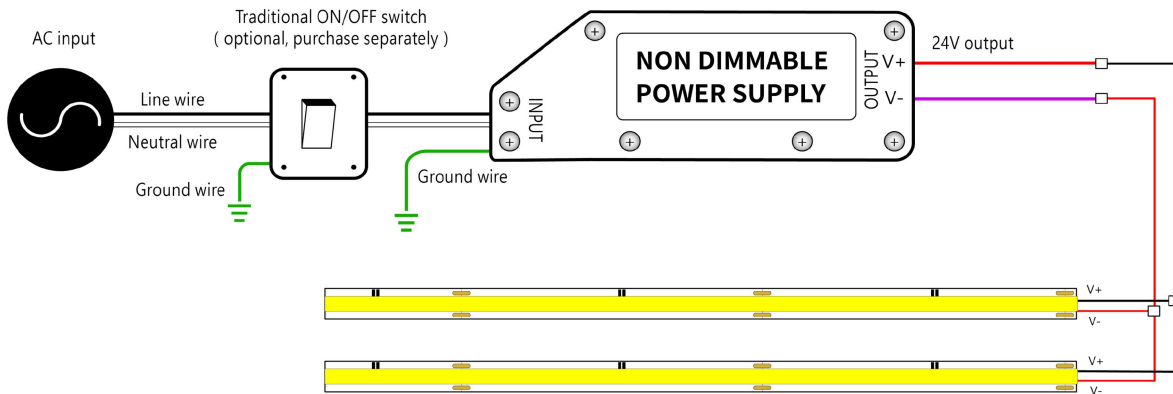 Traditional ON/OFF switch
( optional, purchase separately )
AC input
Line wire
Neutral wire
Ground wire
Ground wire
INPUT
NON DIMMABLE
POWER SUPPLY
OUTPUT
V+
V-
24V output
V+
V-
V+
V-